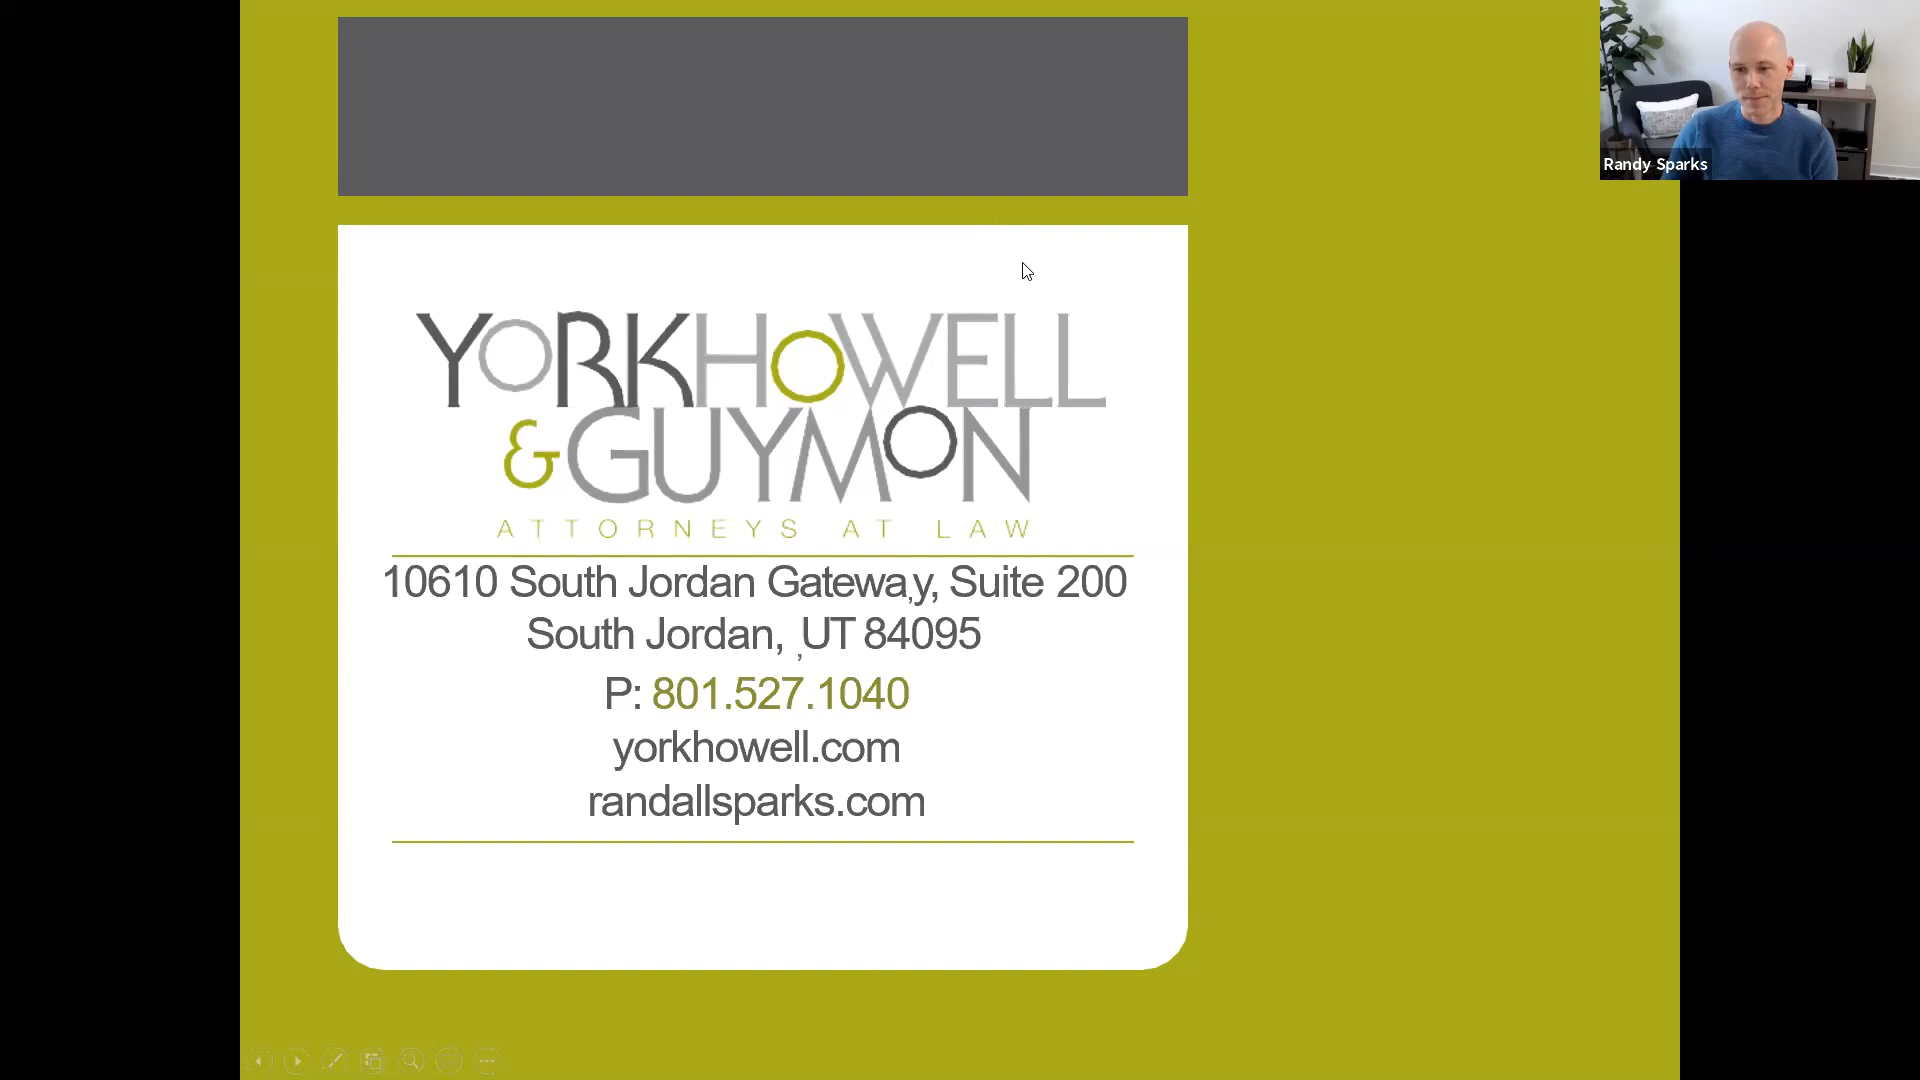 YORKHOWELL
&GUYMON
ATTORNEYS AT LAW
10610 South Jordan Gateway, Suite 200
South Jordan, UT 84095
P: 801.527.1040
yorkhowell.com
randallsparks.com
Randy Sparks